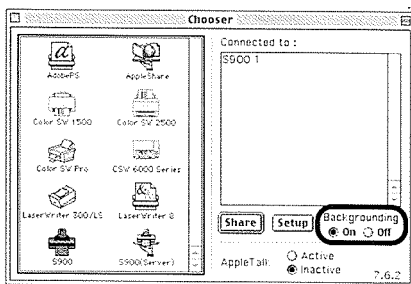 Chooser
Connected to :
S900 1
AdobePS
AppleShare
Color SW 1500
Color SW 2500
Color SW Pro
CSW 6000 Series
LaserWriter 300/LS
LaserWriter 8
S900
S900(Server)
Share
Setup
Backgrounding
On
Off
AppleTalk:
Active
Inactive
7.6.2